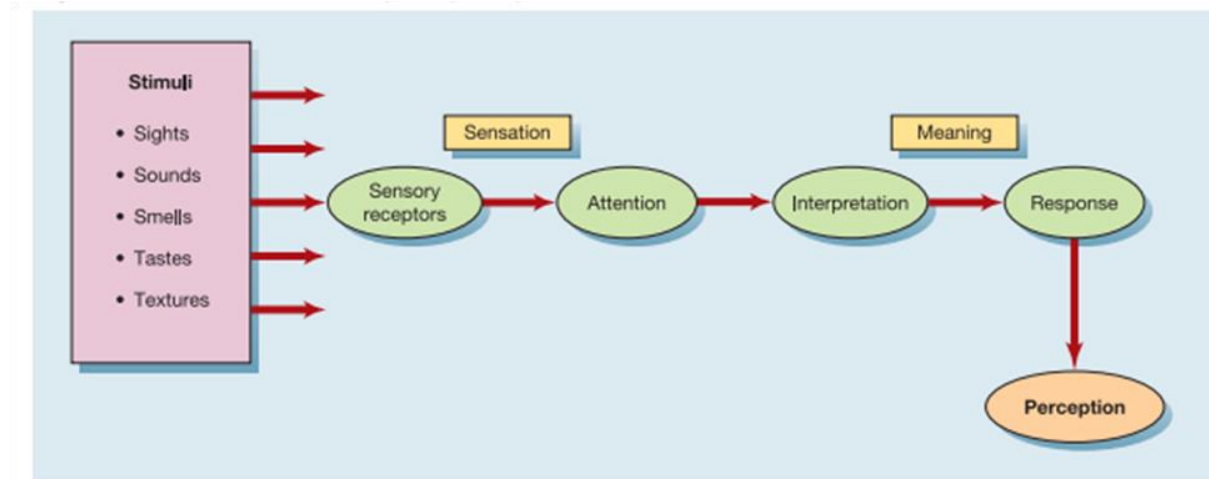 Stimuli
• Sights
• Sounds
• Smells
• Tastes
• Textures
Sensation
Sensory
receptors
Attention
Meaning
Interpretation
Response
Perception